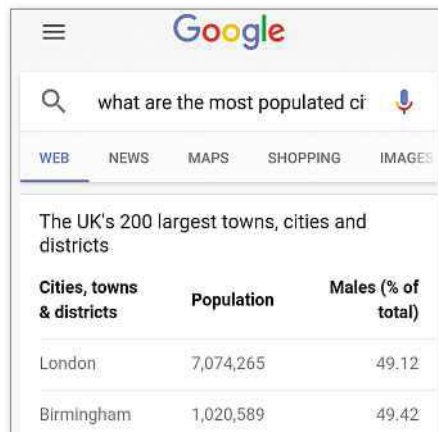 Google
what are the most populated ci
WEB NEWS MAPS SHOPPING IMAGES
The UK's 200 largest towns, cities and
districts
Cities, towns
& districts Population Males (% of
total)
London 7,074,265 49.12
Birmingham 1,020,589 49.42